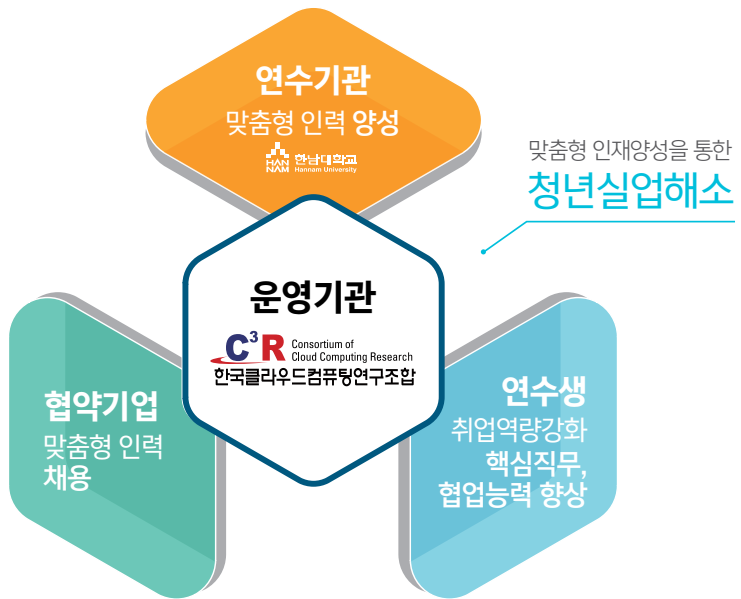 연수기관
맞춤형 인력 양성
HAN
NAM
한남대학교
Hannam University
맞춤형 인재양성을 통한
청년실업해소
운영기관
C³R
Consortium of
Cloud Computing Research
한국클라우드컴퓨팅연구조합
협약기업
맞춤형 인력
채용
연수생
취업역량강화
핵심직무,
협업능력 향상